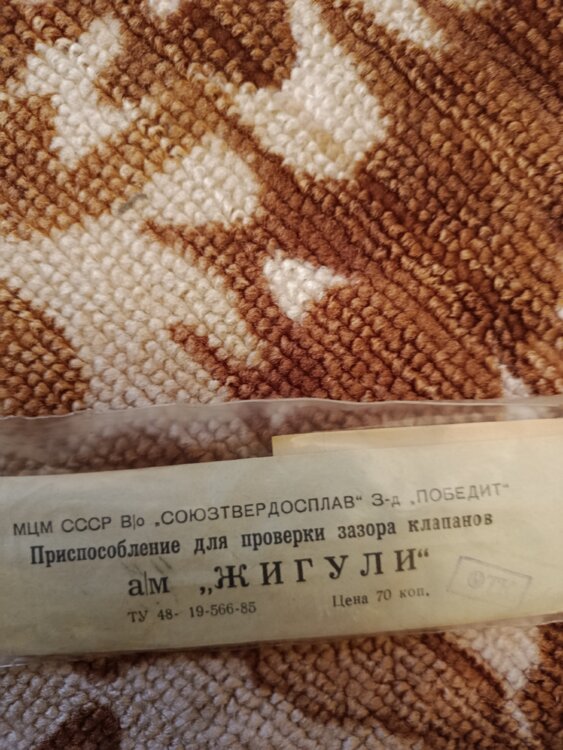 МЦМ СССР В|о „СОЮЗТВЕРДОСПЛАВ" З-д „ПОБЕДИТ"
Приспособление для проверки зазора клапанов
а|м „ЖИГУЛИ"
ТУ 48- 19-566-85 Цена 70 коп.